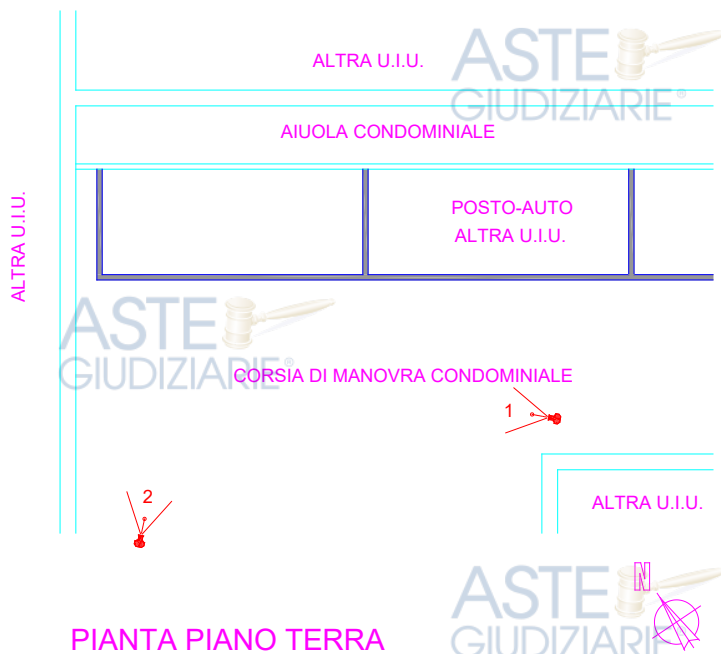 ALTRA U.I.U.
ASTE
GIUDIZIARIE®
AIUOLA CONDOMINIALE
ALTRA U.I.U.
POSTO-AUTO
ALTRA U.I.U.
ASTE
GIUDIZIARIE®
CORSIA DI MANOVRA CONDOMINIALE
1
2
ALTRA U.I.U.
N
ASTE
GIUDIZIARIE
PIANTA PIANO TERRA